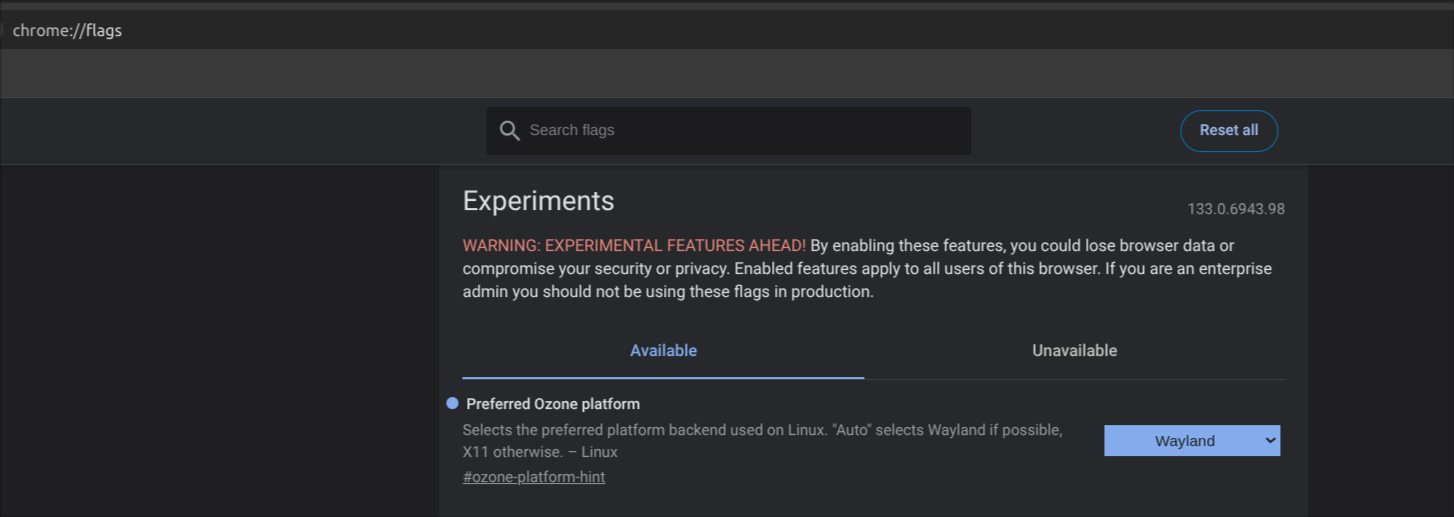 chrome://flags
Search flags
Reset all
Experiments
133.0.6943.98
WARNING: EXPERIMENTAL FEATURES AHEAD! By enabling these features, you could lose browser data or
compromise your security or privacy. Enabled features apply to all users of this browser. If you are an enterprise
admin you should not be using these flags in production.
Available
Unavailable
Preferred Ozone platform
Selects the preferred platform backend used on Linux. "Auto" selects Wayland if possible,
X11 otherwise. – Linux
#ozone-platform-hint
Wayland